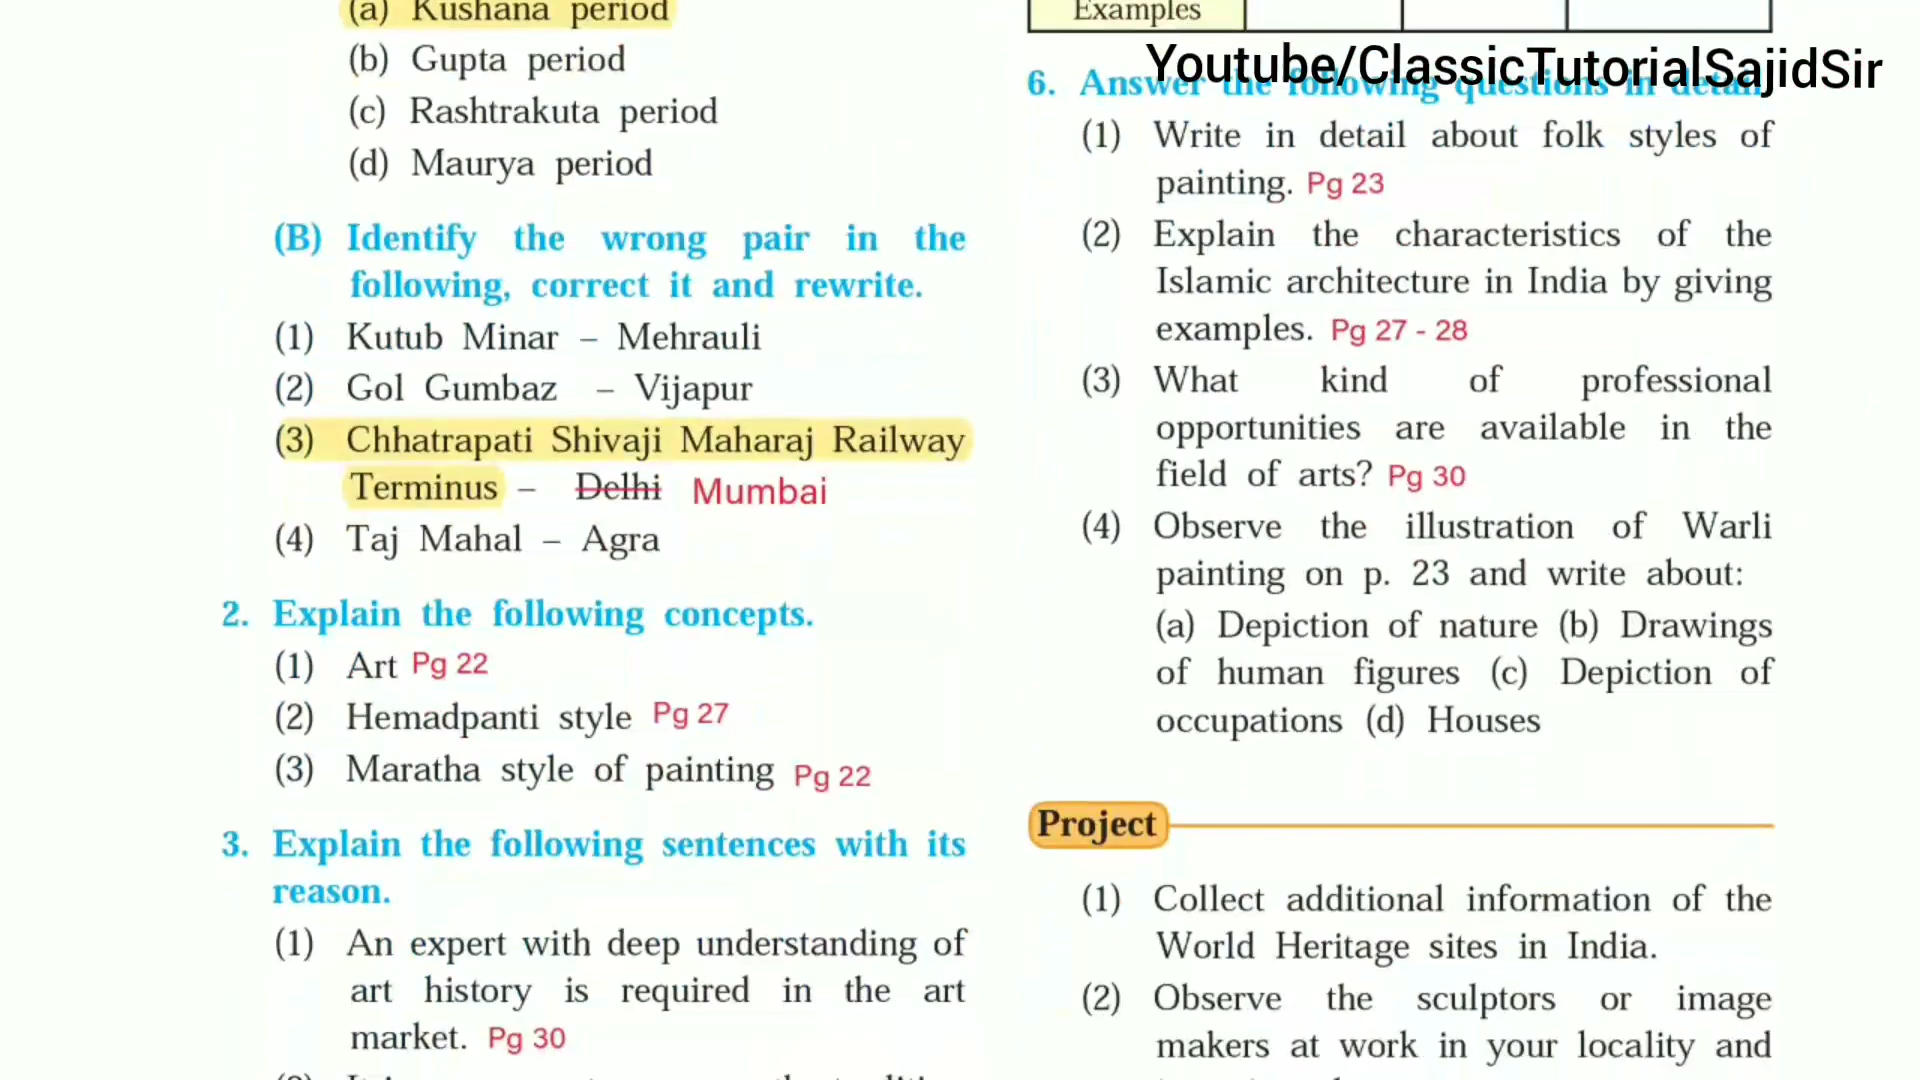 (a) Kushana period
(b) Gupta period
(c) Rashtrakuta period
(d) Maurya period
(B) Identify the wrong pair in the
following, correct it and rewrite.
(1) Kutub Minar – Mehrauli
(2) Gol Gumbaz – Vijapur
(3) Chhatrapati Shivaji Maharaj Railway
Terminus – Delhi Mumbai
(4) Taj Mahal – Agra
2. Explain the following concepts.
(1) Art Pg 22
(2) Hemadpanti style Pg 27
(3) Maratha style of painting Pg 22
3. Explain the following sentences with its
reason.
(1) An expert with deep understanding of
art history is required in the art
market. Pg 30
Examples
Youtube/ClassicTutorialSajidSir
6. Answer the following questions in detail.
(1) Write in detail about folk styles of
painting. Pg 23
(2) Explain the characteristics of the
Islamic architecture in India by giving
examples. Pg 27 - 28
(3) What kind of professional
opportunities are available in the
field of arts? Pg 30
(4) Observe the illustration of Warli
painting on p. 23 and write about:
(a) Depiction of nature (b) Drawings
of human figures (c) Depiction of
occupations (d) Houses
Project
(1) Collect additional information of the
World Heritage sites in India.
(2) Observe the sculptors or image
makers at work in your locality and